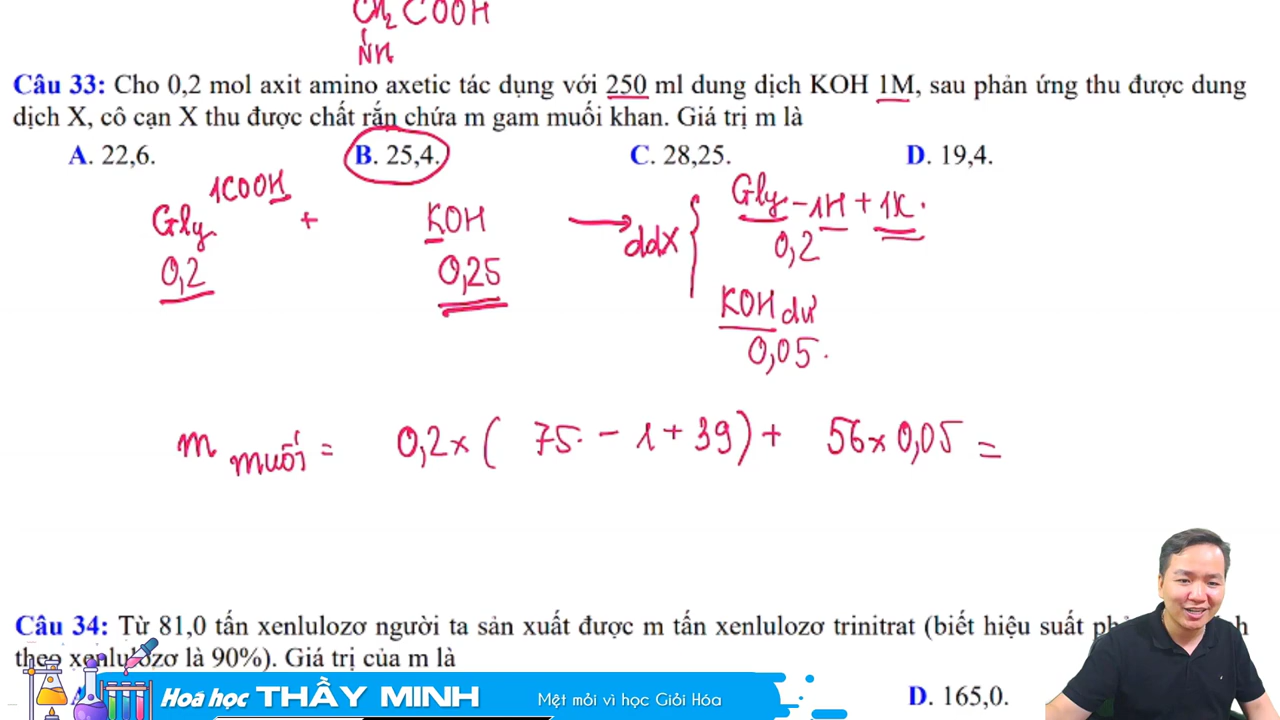 CH2COOH
NH
Câu 33: Cho 0,2 mol axit amino axetic tác dụng với 250 ml dung dịch KOH 1M, sau phản ứng thu được dung
dịch X, cô cạn X thu được chất rắn chứa m gam muối khan. Giá trị m là
A. 22,6. B. 25,4. C. 28,25. D. 19,4.
1COOH
Gly + KOH → ddX { Gly - 1H + 1K.
0,2 0,25 0,2
KOH dư
0,05.
m muối = 0,2 x ( 75 - 1 + 39) + 56 x 0,05 =
Câu 34: Từ 81,0 tấn xenlulozơ người ta sản xuất được m tấn xenlulozơ trinitrat (biết hiệu suất
theo xenlulozơ là 90%). Giá trị của m là
D. 165,0.
Hoá học THẦY MINH Mệt mỏi vì học Giỏi Hóa